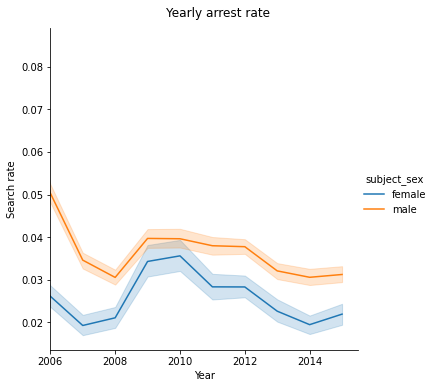 Yearly arrest rate
0.08
0.07
0.06
0.05
0.04
0.03
0.02
Search rate
2006
2008
2010
2012
2014
Year
subject_sex
female
male